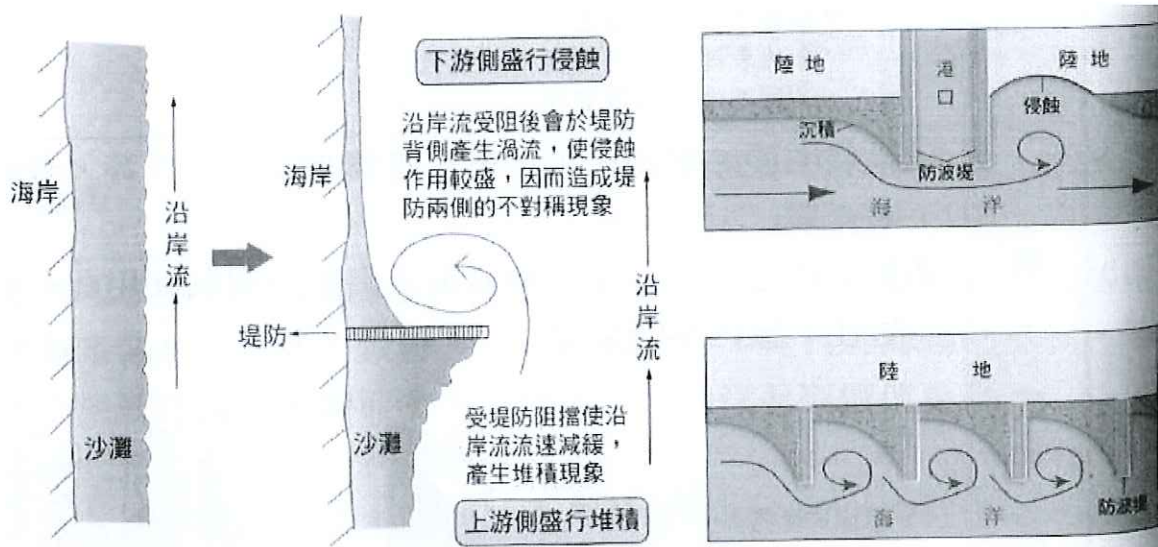 海岸
沿岸流
沙灘
下游側盛行侵蝕
沿岸流受阻後會於堤防
背側產生渦流，使侵蝕
作用較盛，因而造成堤
防兩側的不對稱現象
海岸
沿岸流
堤防
受堤防阻擋使沿
岸流流速減緩，
產生堆積現象
沙灘
上游側盛行堆積
陸地
港口
陸地
侵蝕
沉積
防波堤
海洋
陸地
海洋
防波堤